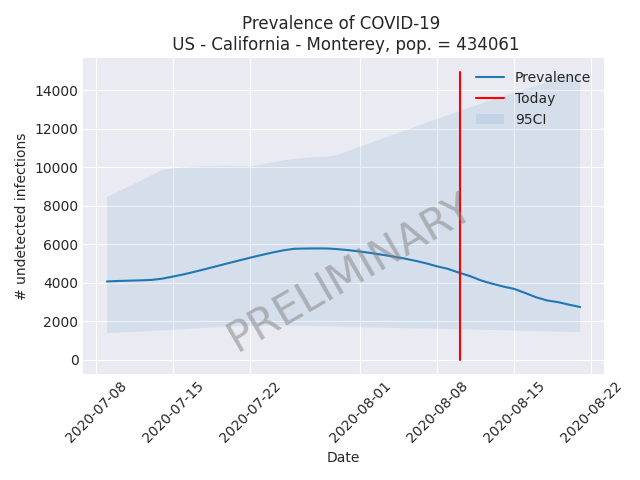 Prevalence of COVID-19
US - California - Monterey, pop. = 434061
# undetected infections
14000
12000
10000
8000
6000
4000
2000
0
Prevalence
Today
95CI
PRELIMINARY
2020-07-08
2020-07-15
2020-07-22
2020-08-01
2020-08-08
2020-08-15
2020-08-22
Date